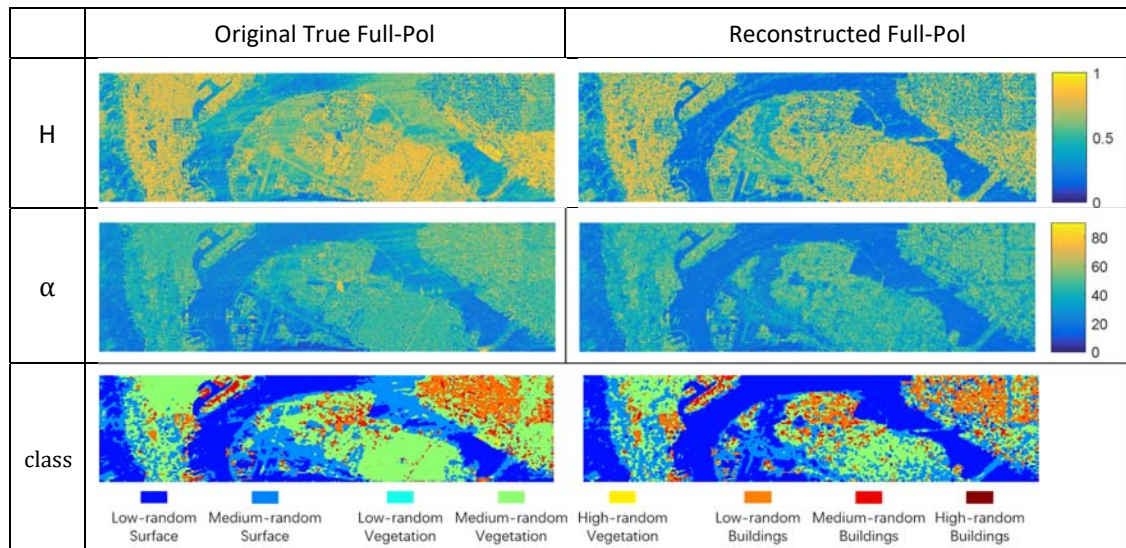 Original True Full-Pol
Reconstructed Full-Pol
H
1
0.5
0
α
80
60
40
20
0
class
Low-random Medium-random Low-random Medium-random High-random Low-random Medium-random High-random
Surface Surface Vegetation Vegetation Vegetation Buildings Buildings Buildings